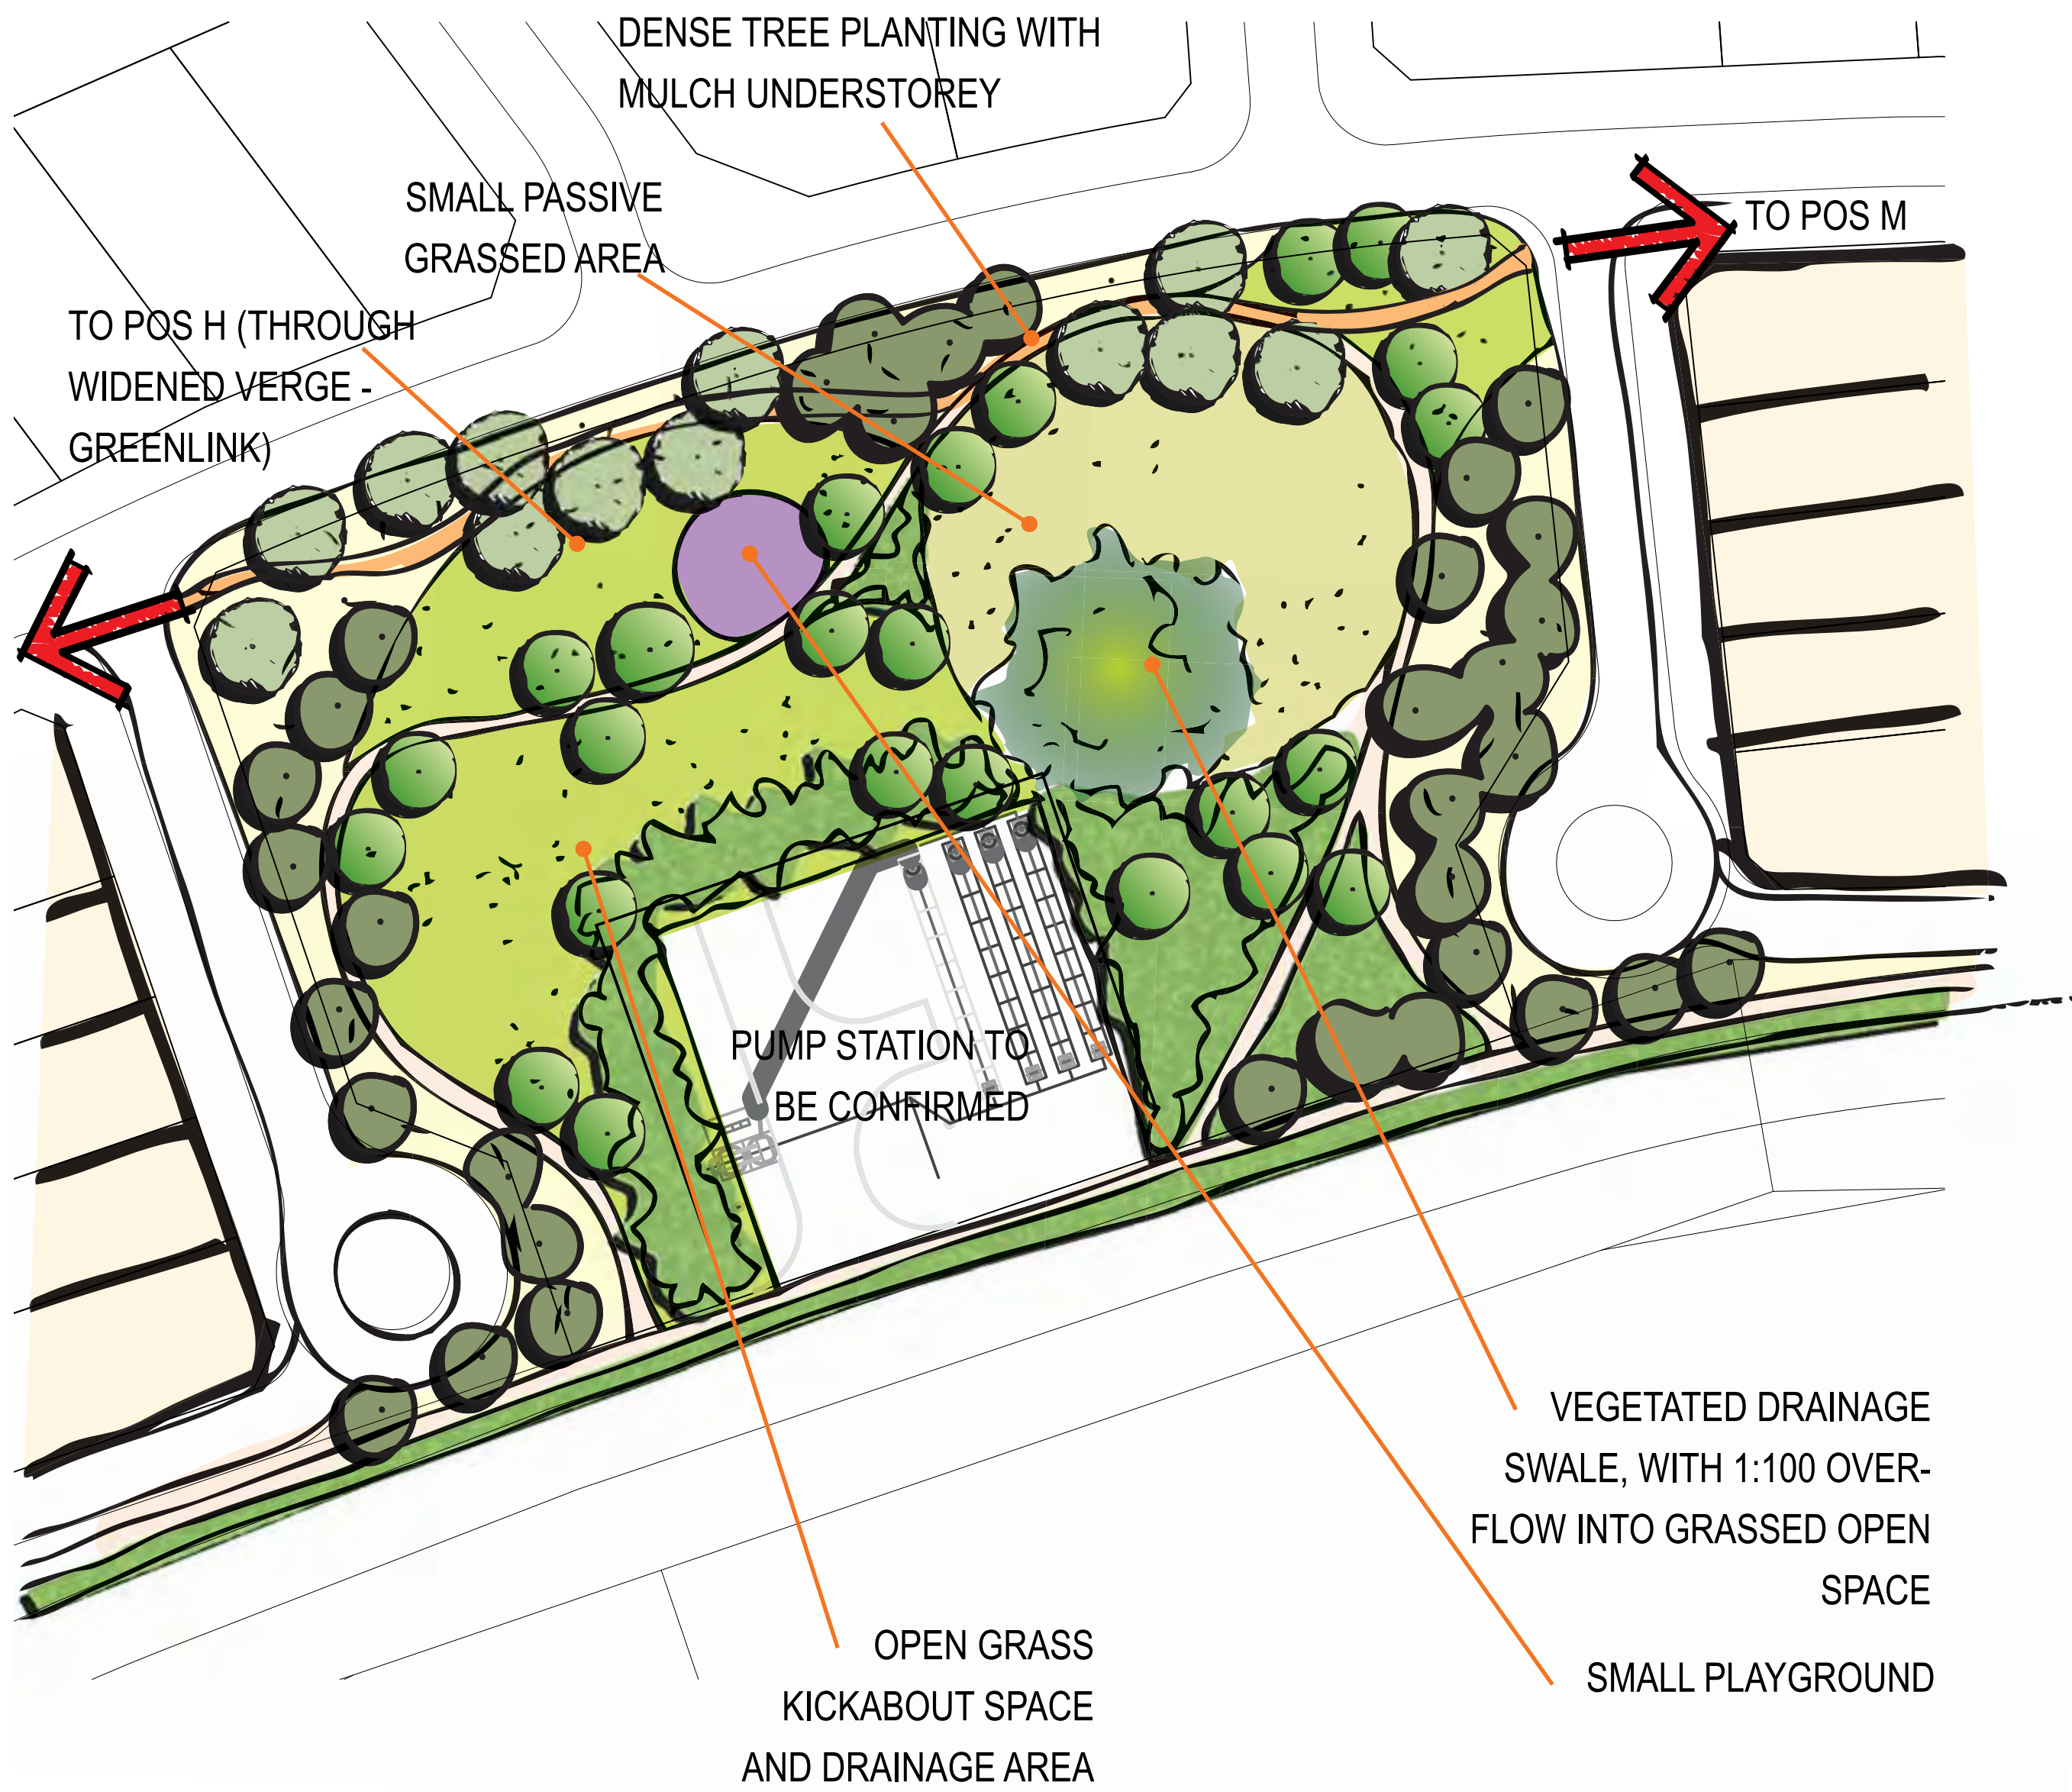 DENSE TREE PLANTING WITH
MULCH UNDERSTOREY
SMALL PASSIVE
GRASSED AREA
TO POS M
TO POS H (THROUGH
WIDENED VERGE -
GREENLINK)
PUMP STATION TO
BE CONFIRMED
VEGETATED DRAINAGE
SWALE, WITH 1:100 OVER-
FLOW INTO GRASSED OPEN
SPACE
SMALL PLAYGROUND
OPEN GRASS
KICKABOUT SPACE
AND DRAINAGE AREA